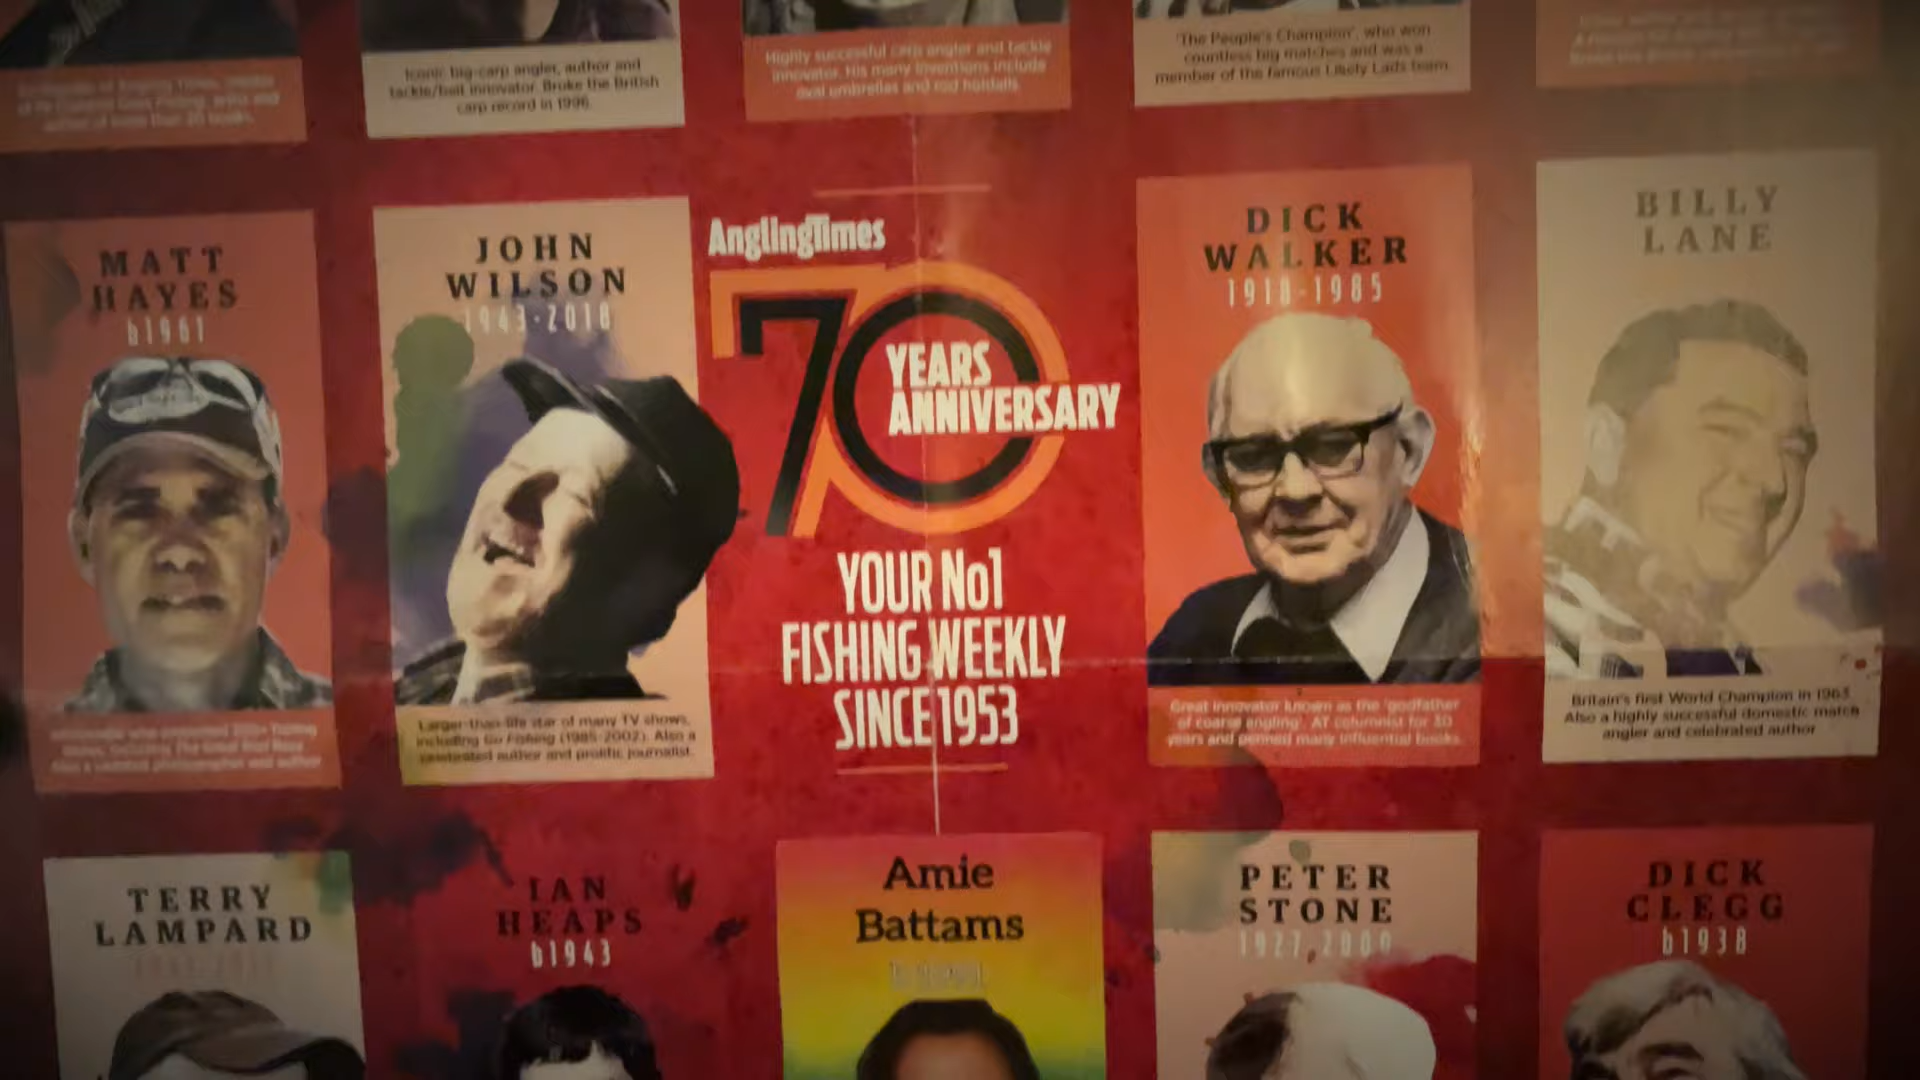 Iconic big-carp angler, author and
tackle/bait innovator. Broke the British
carp record in 1996.
Highly successful carp angler and tackle
innovator. His many inventions include
oval umbrellas and rod holdalls.
'The People's Champion', who won
countless big matches and was a
member of the famous Likely Lads team.
MATT
HAYES
b1961
JOHN
WILSON
1943-2018
Larger-than-life star of many TV shows,
including Go Fishing (1985-2002). Also a
celebrated author and prolific journalist.
AnglingTimes
70
YEARS
ANNIVERSARY
YOUR No1
FISHING WEEKLY
SINCE 1953
DICK
WALKER
1918-1985
Great innovator known as the 'godfather
of coarse angling'. AT columnist for 30
years and penned many influential books.
BILLY
LANE
Britain's first World Champion in 1963.
Also a highly successful domestic match
angler and celebrated author
TERRY
LAMPARD
IAN
HEAPS
b1943
Amie
Battams
PETER
STONE
DICK
CLEGG
b1938